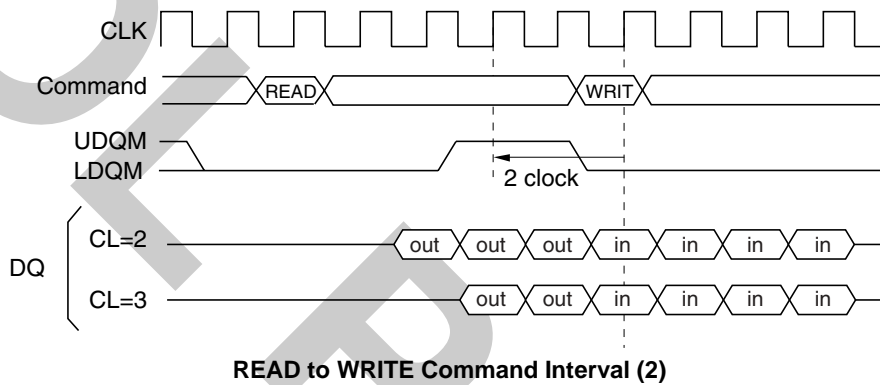 CLK
Command READ WRIT
UDQM
LDQM
2 clock
DQ
CL=2 out out out in in in in
CL=3 out out in in in in
READ to WRITE Command Interval (2)